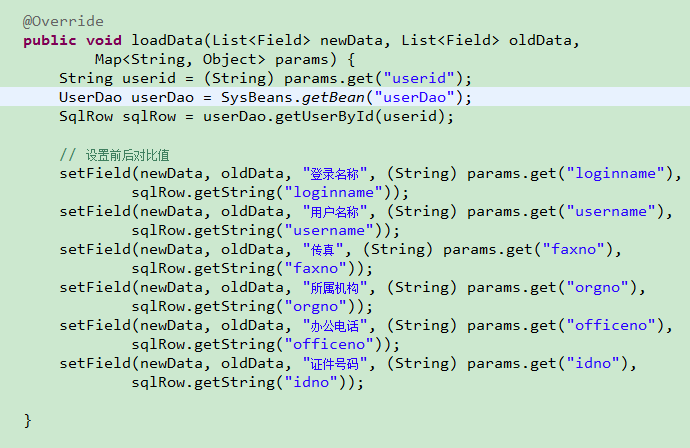 @Override
public void loadData(List<Field> newData, List<Field> oldData,
Map<String, Object> params) {
String userid = (String) params.get("userid");
UserDao userDao = SysBeans.getBean("userDao");
SqlRow sqlRow = userDao.getUserById(userid);
// 设置前后对比值
setField(newData, oldData, "登录名称", (String) params.get("loginname"),
sqlRow.getString("loginname"));
setField(newData, oldData, "用户名称", (String) params.get("username"),
sqlRow.getString("username"));
setField(newData, oldData, "传真", (String) params.get("faxno"),
sqlRow.getString("faxno"));
setField(newData, oldData, "所属机构", (String) params.get("orgno"),
sqlRow.getString("orgno"));
setField(newData, oldData, "办公电话", (String) params.get("officeno"),
sqlRow.getString("officeno"));
setField(newData, oldData, "证件号码", (String) params.get("idno"),
sqlRow.getString("idno"));
}